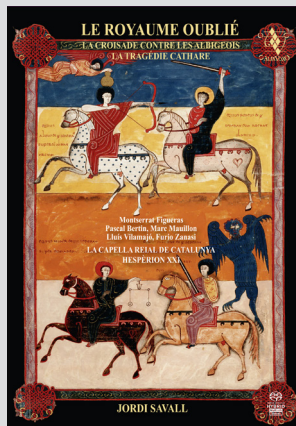 LE ROYAUME OUBLIÉ
LA CROISADE CONTRE LES ALBIGEOIS
LA TRAGÉDIE CATHARE
ALIAVOX
Montserrat Figueras
Pascal Bertin, Marc Mauillon
Lluís Vilamajó, Furio Zanasi
LA CAPELLA REIAL DE CATALUNYA
HESPÈRION XXI
JORDI SAVALL